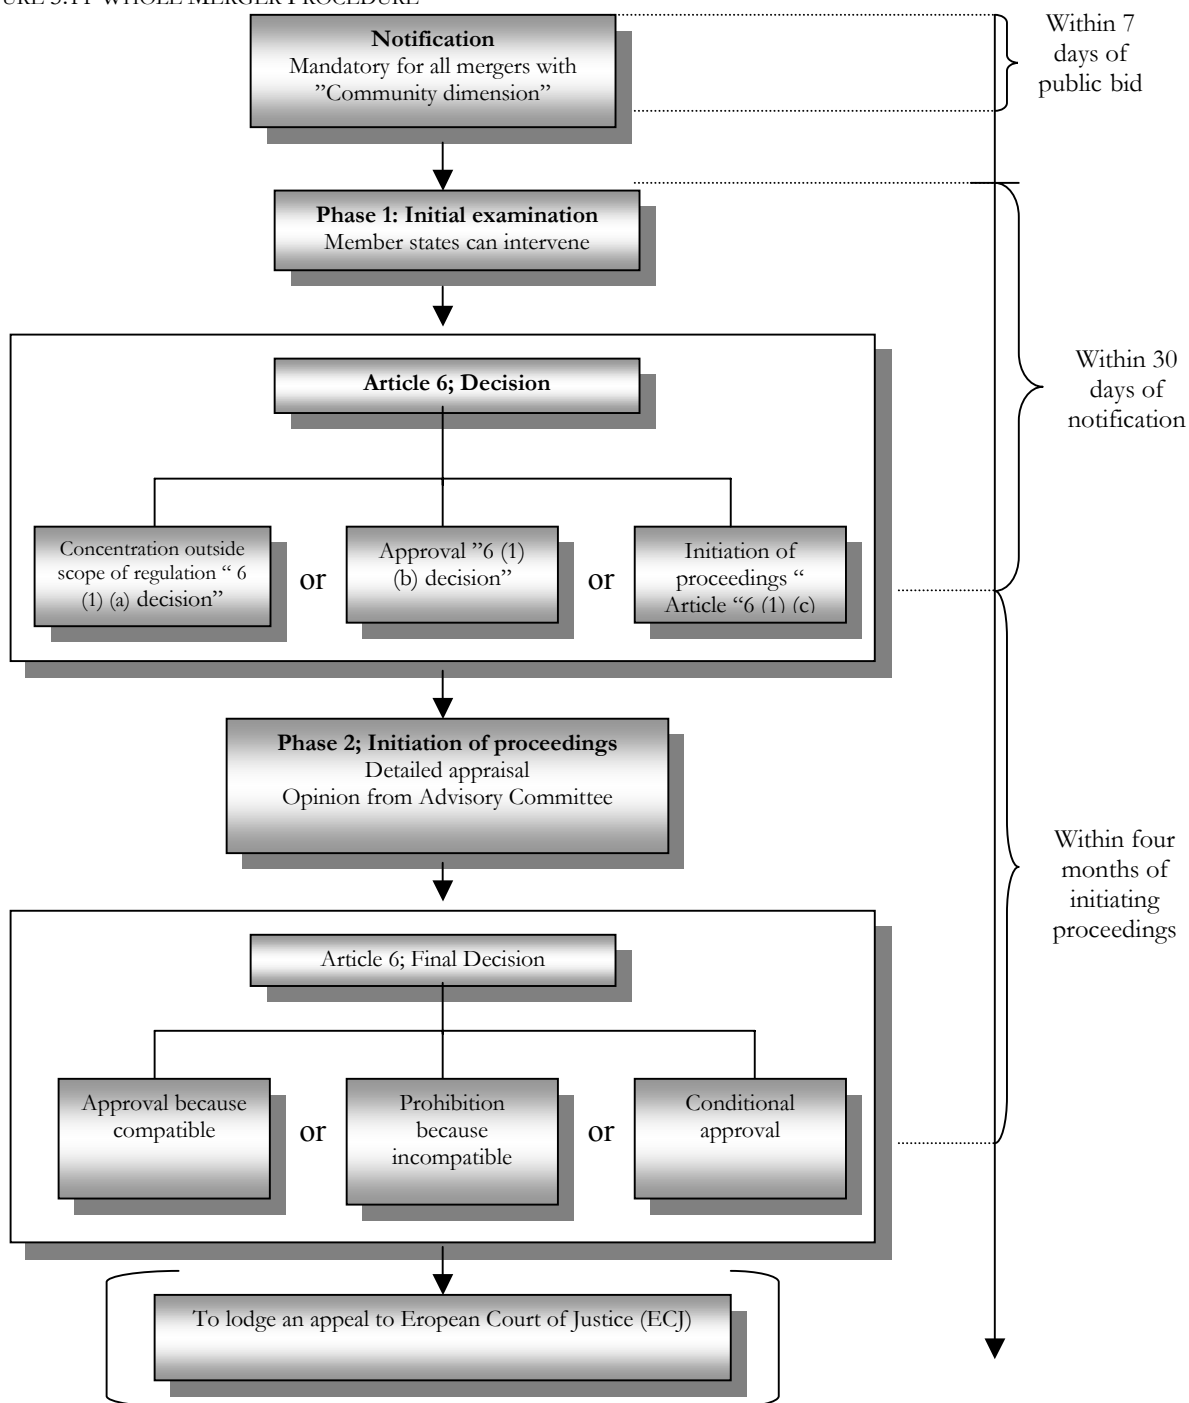 WHOLE MERGER PROCEDURE
Notification
Mandatory for all mergers with
”Community dimension”
Within 7
days of
public bid
Phase 1: Initial examination
Member states can intervene
Article 6; Decision
Within 30
days of
notification
Concentration outside
scope of regulation “ 6
(1) (a) decision”
or
Approval ”6 (1)
(b) decision”
or
Initiation of
proceedings “
Article “6 (1) (c)
Phase 2; Initiation of proceedings
Detailed appraisal
Opinion from Advisory Committee
Within four
months of
initiating
proceedings
Article 6; Final Decision
Approval because
compatible
or
Prohibition
because
incompatible
or
Conditional
approval
To lodge an appeal to Eropean Court of Justice (ECJ)